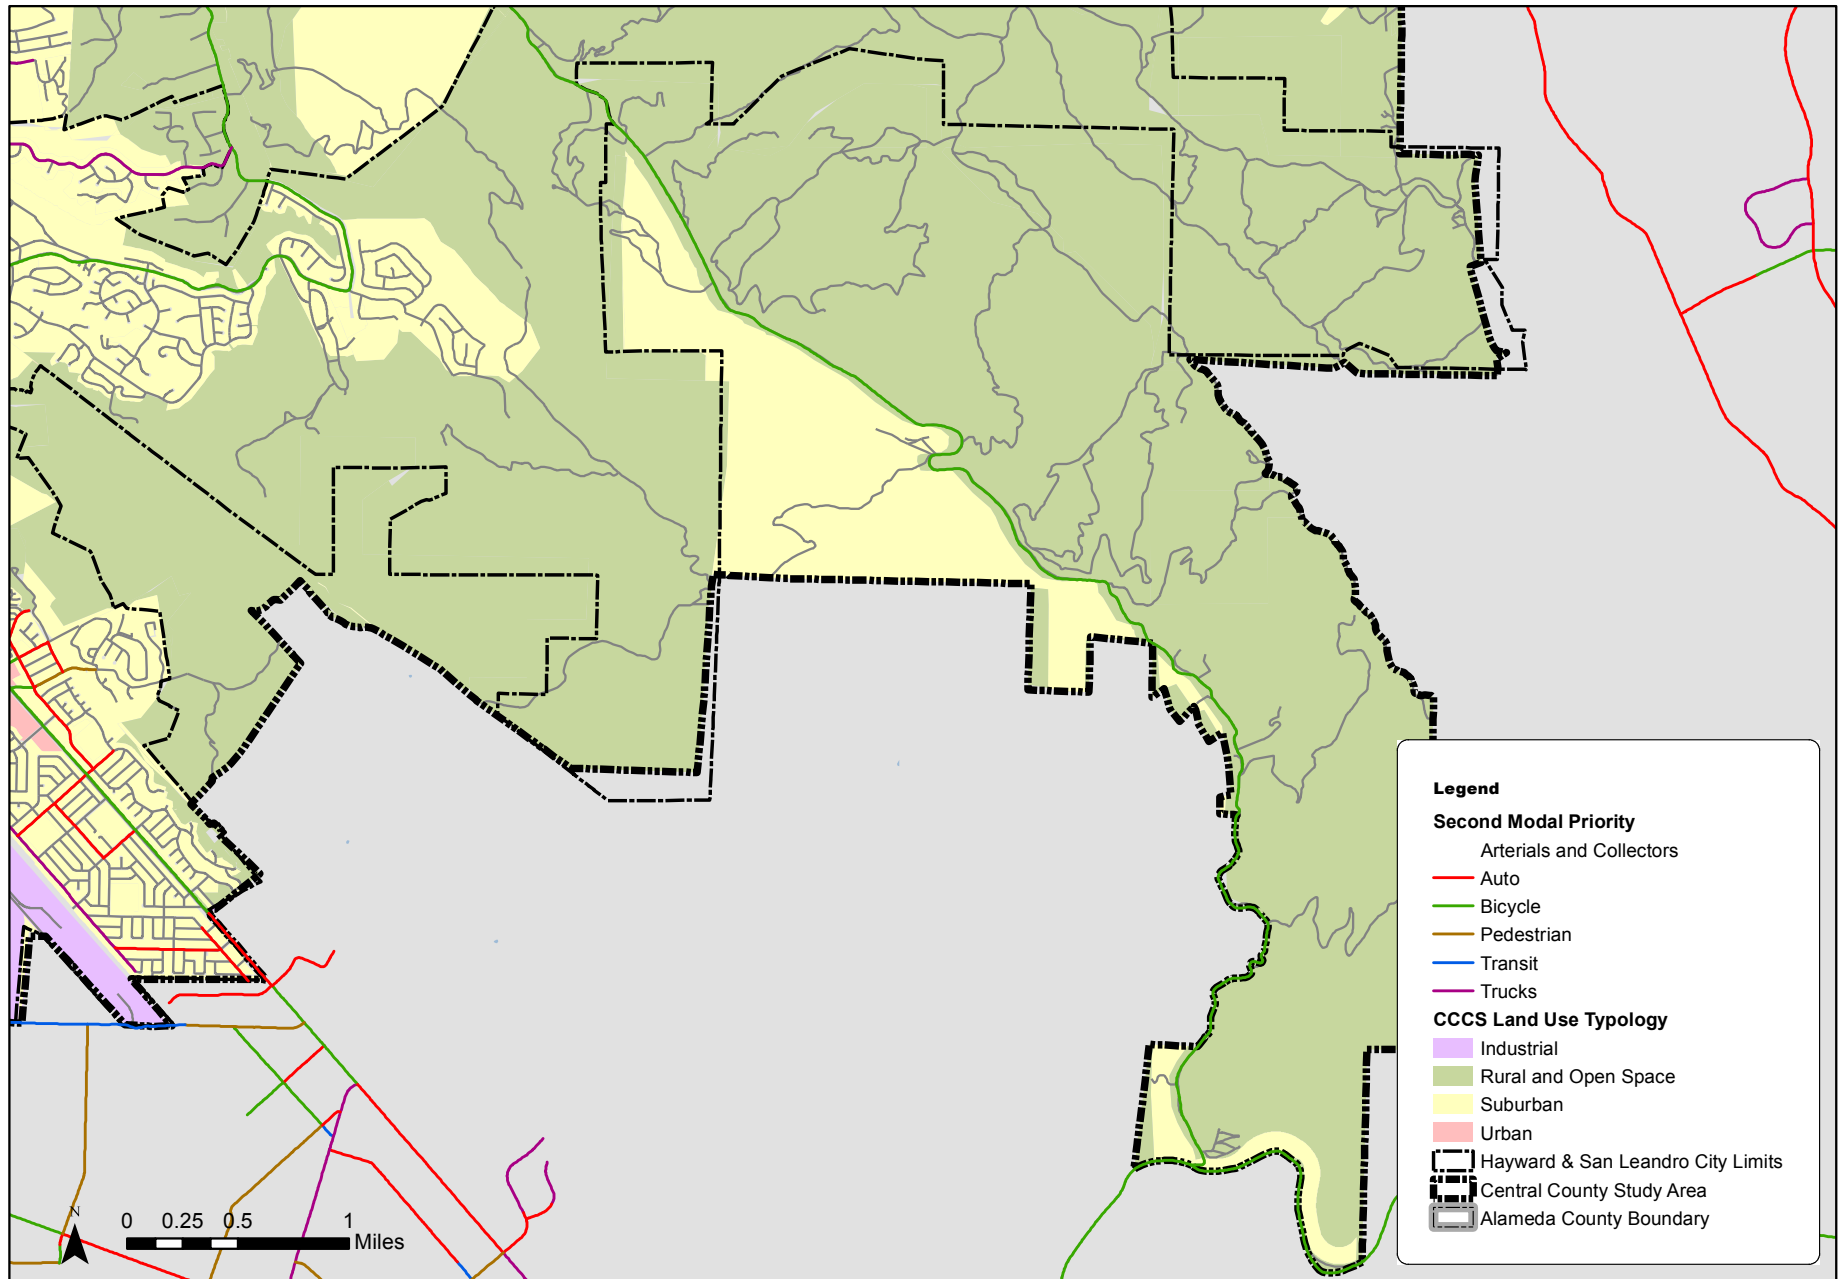 Legend
Second Modal Priority
Arterials and Collectors
Auto
Bicycle
Pedestrian
Transit
Trucks
CCCS Land Use Typology
Industrial
Rural and Open Space
Suburban
Urban
Hayward & San Leandro City Limits
Central County Study Area
Alameda County Boundary
N
0 0.25 0.5 1
Miles